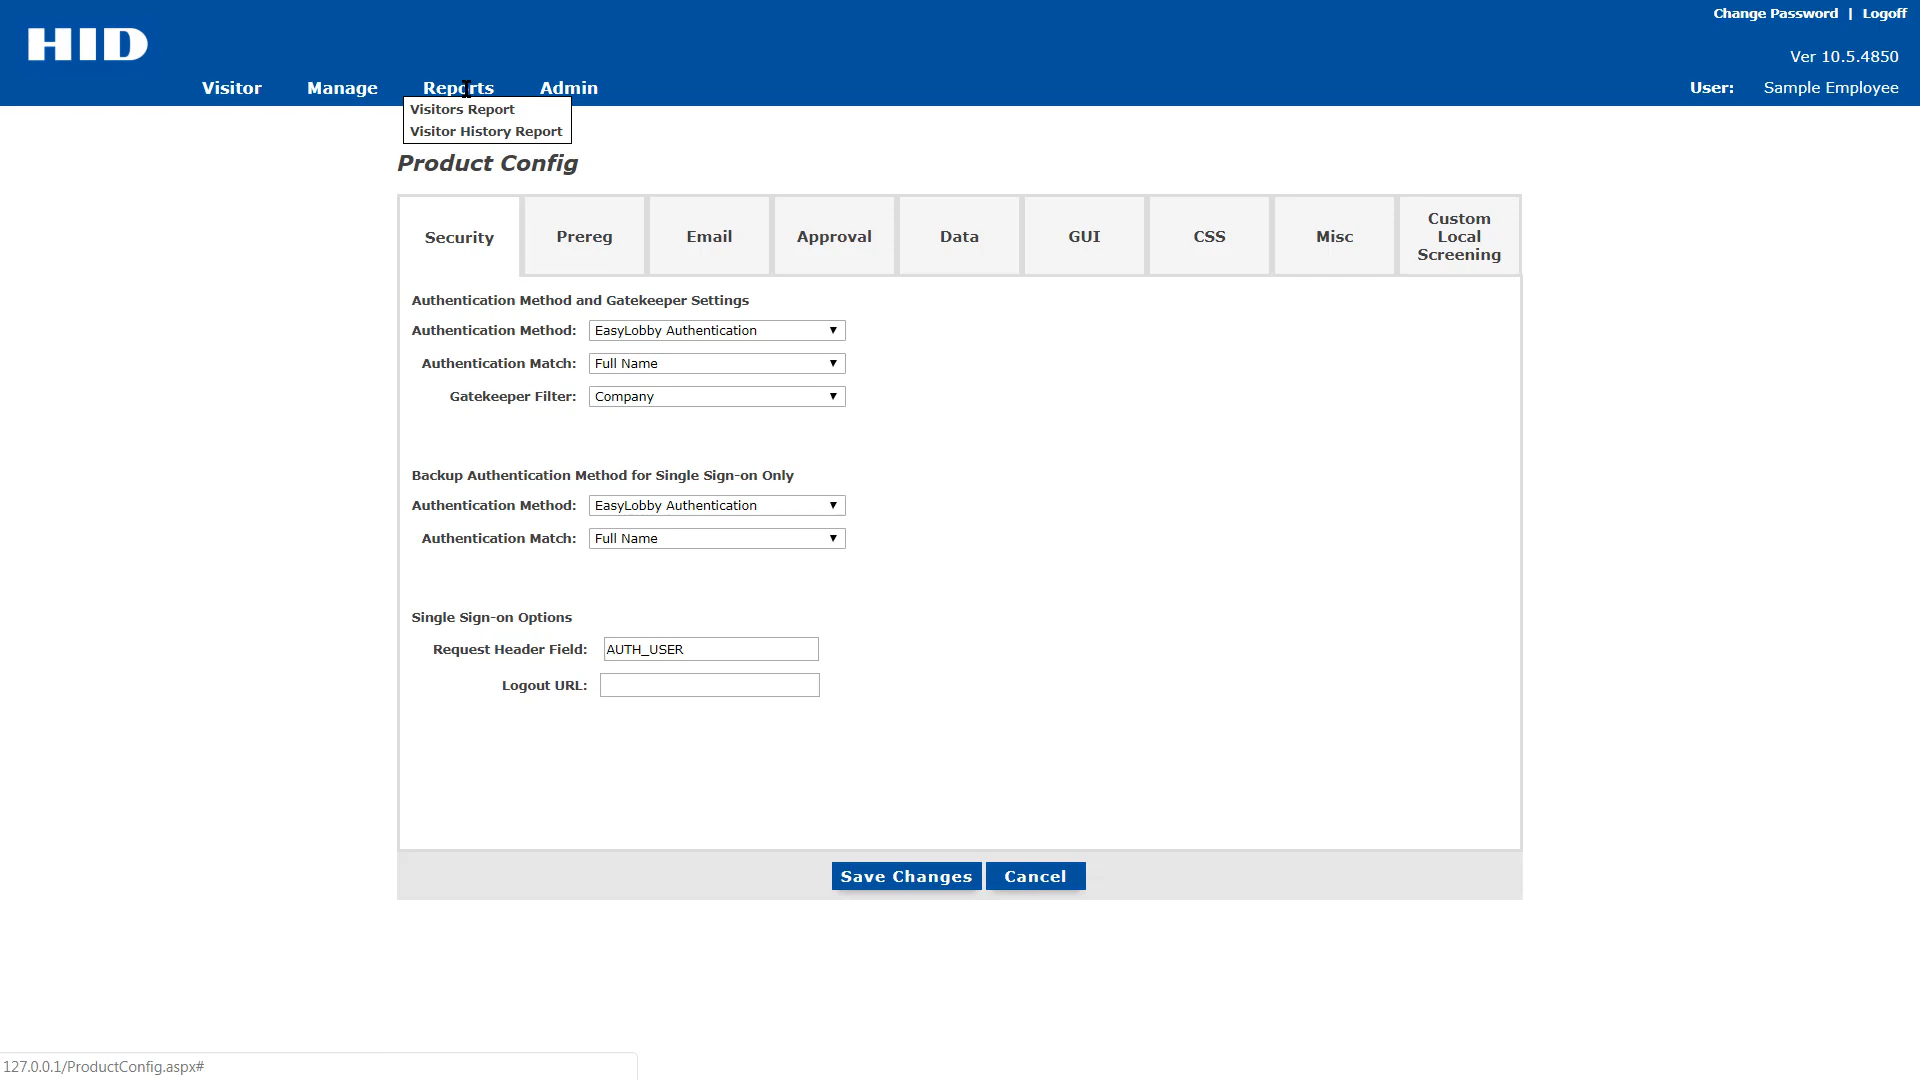 Change Password | Logoff
HID
Ver 10.5.4850
Visitor Manage Reports Admin
User: Sample Employee
Visitors Report
Visitor History Report
Product Config
Security Prereg Email Approval Data GUI CSS Misc Custom Local Screening
Authentication Method and Gatekeeper Settings
Authentication Method: EasyLobby Authentication
Authentication Match: Full Name
Gatekeeper Filter: Company
Backup Authentication Method for Single Sign-on Only
Authentication Method: EasyLobby Authentication
Authentication Match: Full Name
Single Sign-on Options
Request Header Field: AUTH_USER
Logout URL:
Save Changes Cancel
127.0.0.1/ProductConfig.aspx#